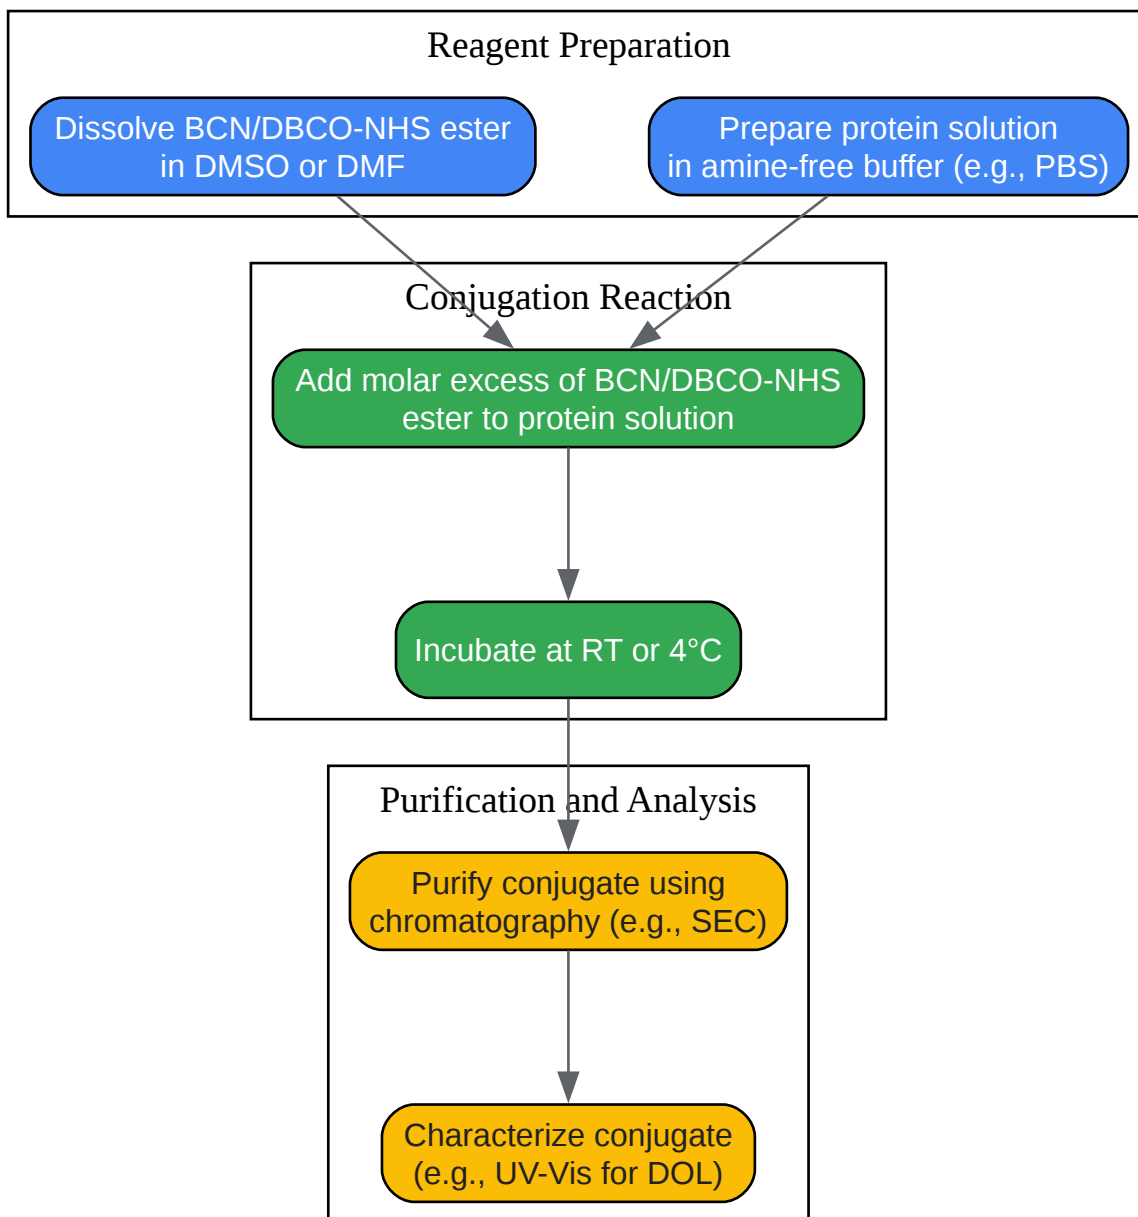 Reagent Preparation
Dissolve BCN/DBCO-NHS ester
in DMSO or DMF
Prepare protein solution
in amine-free buffer (e.g., PBS)
Conjugation Reaction
Add molar excess of BCN/DBCO-NHS
ester to protein solution
Incubate at RT or 4°C
Purification and Analysis
Purify conjugate using
chromatography (e.g., SEC)
Characterize conjugate
(e.g., UV-Vis for DOL)